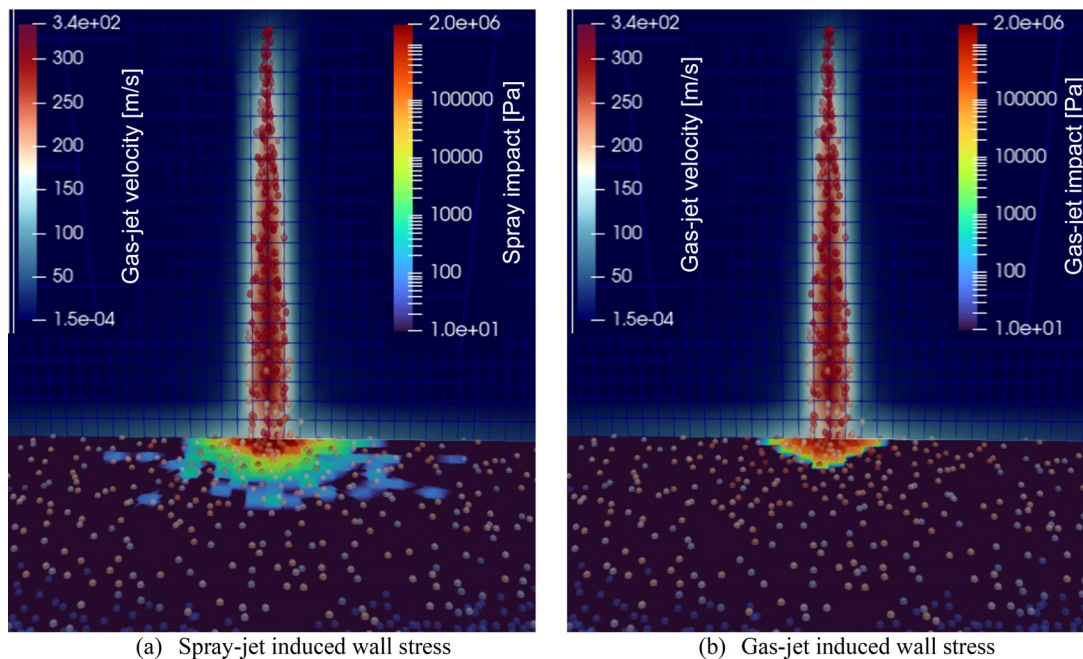 3.4e+02
300
250
200
150
100
50
1.5e-04
Gas-jet velocity [m/s]
2.0e+06
100000
10000
1000
100
1.0e+01
Spray impact [Pa]
3.4e+02
300
250
200
150
100
50
1.5e-04
Gas-jet velocity [m/s]
2.0e+06
100000
10000
1000
100
1.0e+01
Gas-jet impact [Pa]
(a) Spray-jet induced wall stress
(b) Gas-jet induced wall stress